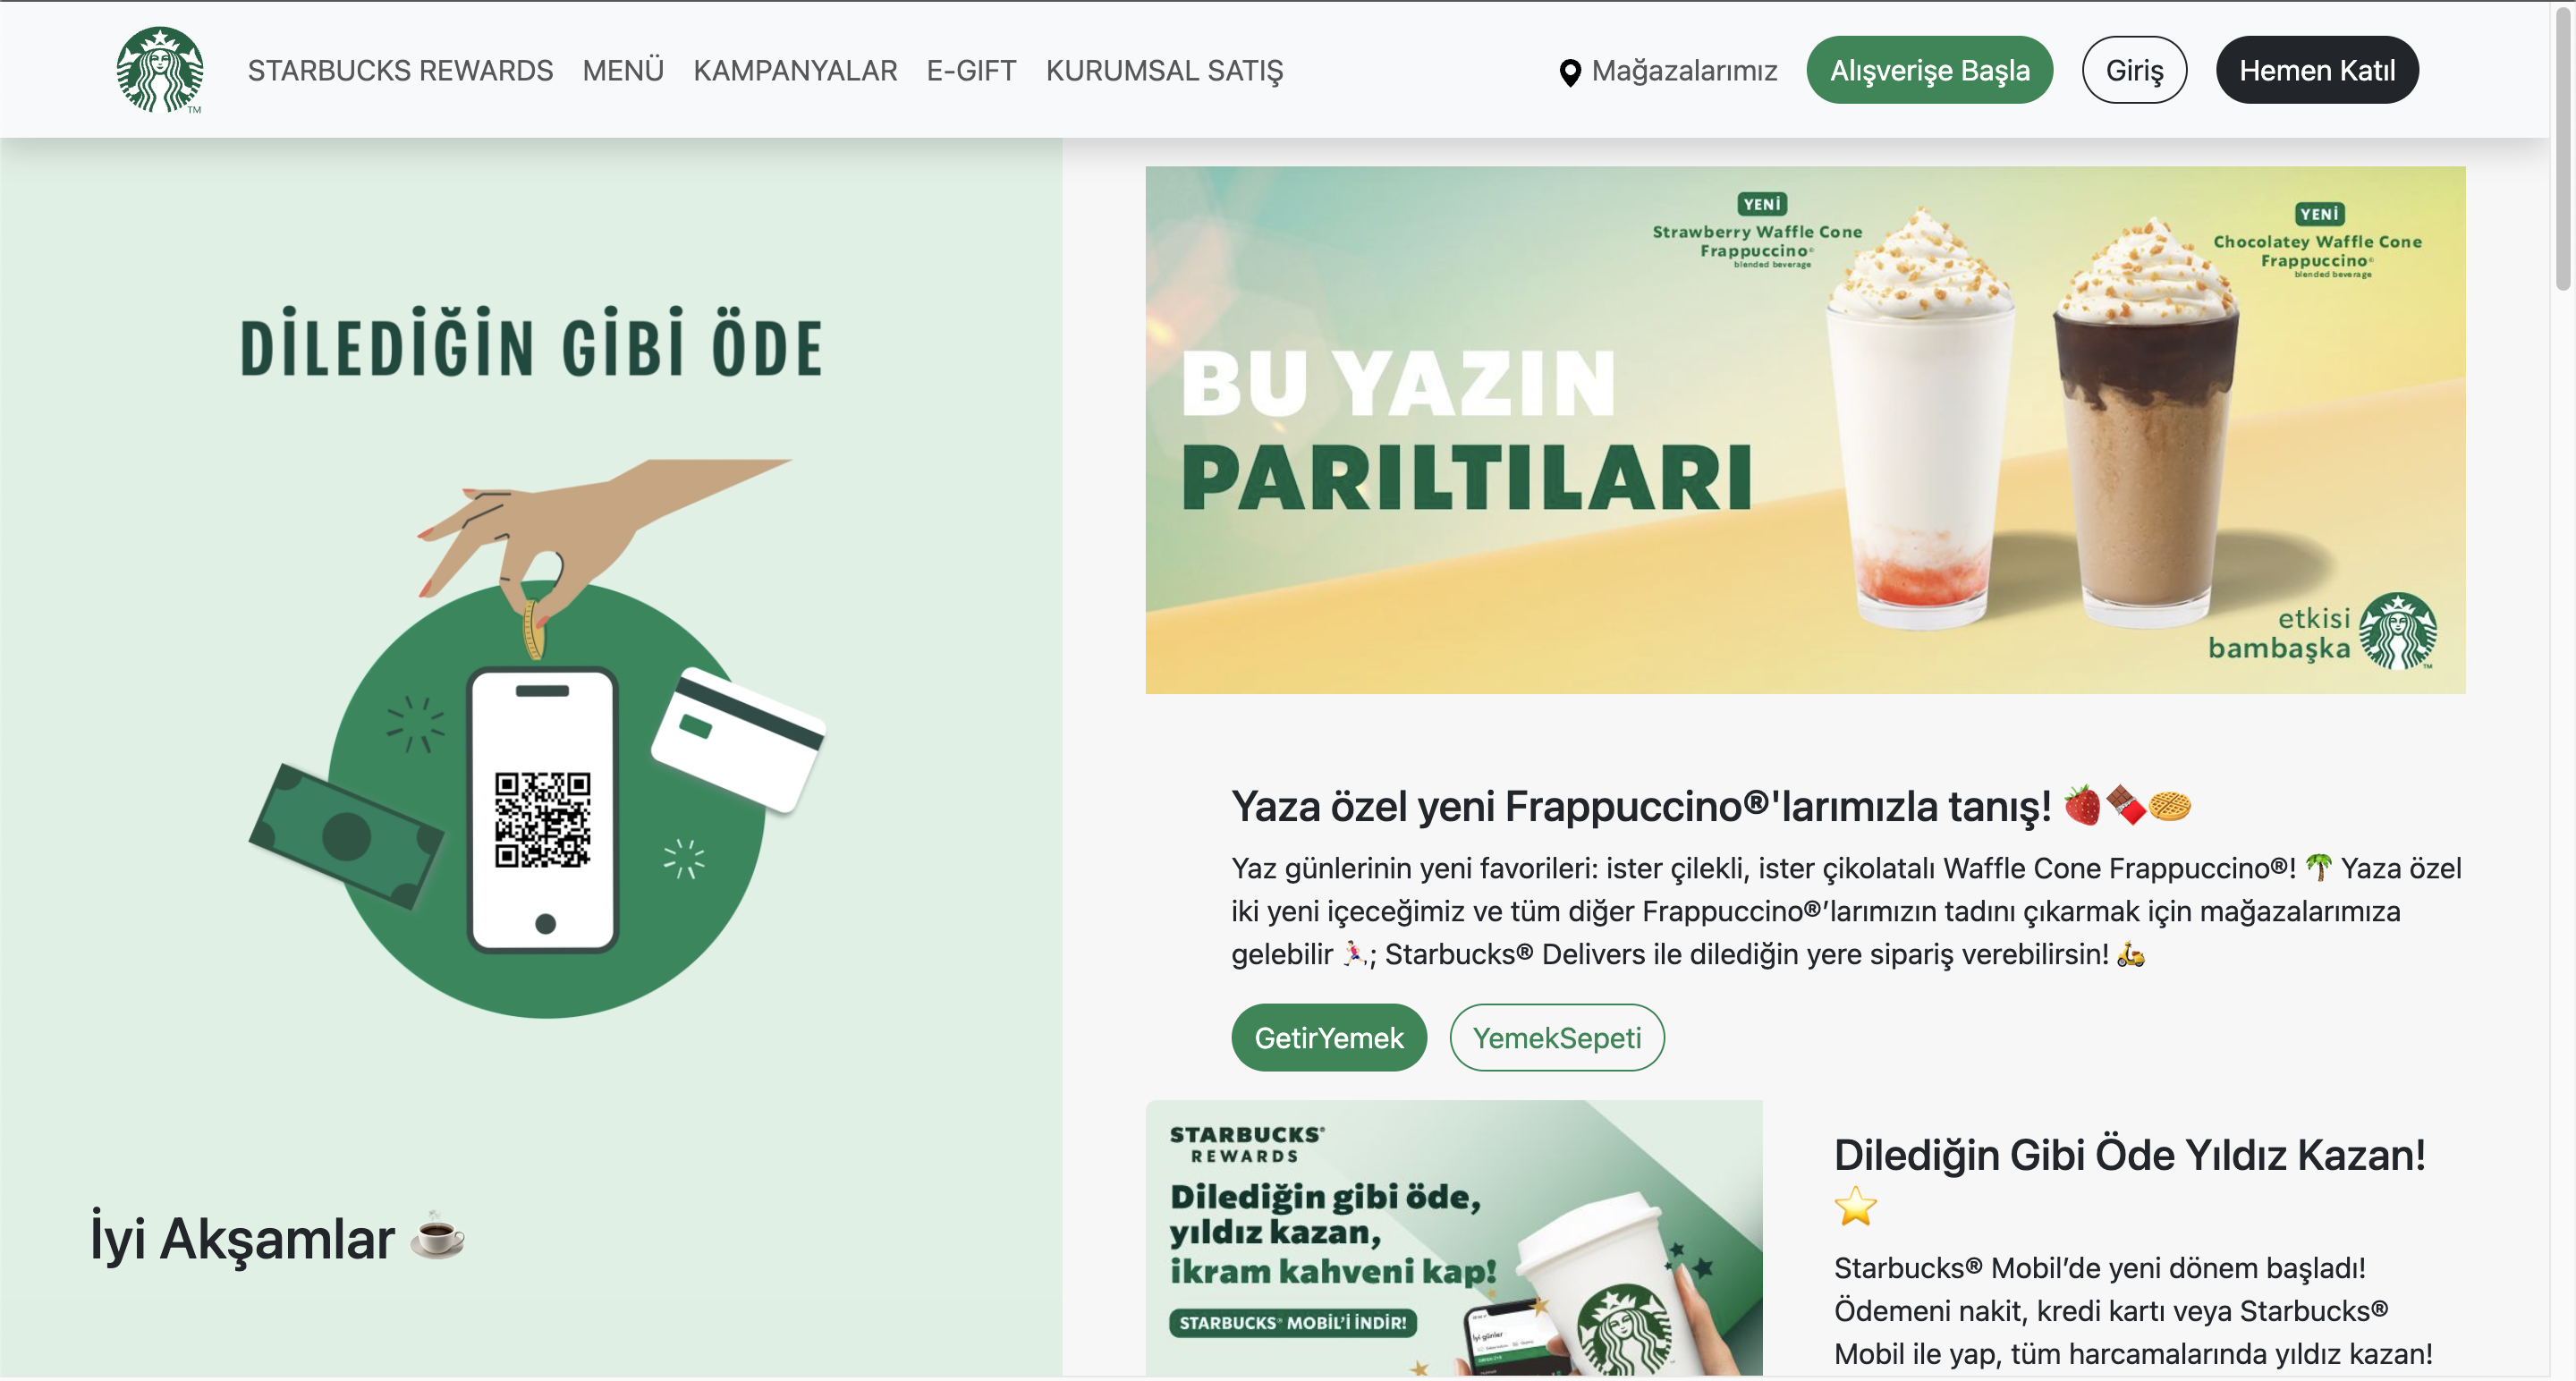 STARBUCKS REWARDS MENÜ KAMPANYALAR E-GIFT KURUMSAL SATIŞ Mağazalarımız Alışverişe Başla Giriş Hemen Katıl
DİLEDİĞİN GİBİ ÖDE
İyi Akşamlar
YENİ
Strawberry Waffle Cone
Frappuccino®
blended beverage
YENİ
Chocolatey Waffle Cone
Frappuccino®
blended beverage
BU YAZIN
PARILTILARI
etkisi
bambaşka
TM
Yaza özel yeni Frappuccino®'larımızla tanış! 🍓🍫🧇
Yaz günlerinin yeni favorileri: ister çilekli, ister çikolatalı Waffle Cone Frappuccino®! 🌴 Yaza özel
iki yeni içeceğimiz ve tüm diğer Frappuccino®’larımızın tadını çıkarmak için mağazalarımıza
gelebilir 🏃🏻; Starbucks® Delivers ile dilediğin yere sipariş verebilirsin! 🛵
GetirYemek YemekSepeti
STARBUCKS®
REWARDS
Dilediğin gibi öde,
yıldız kazan,
ikram kahveni kap!
STARBUCKS® MOBİL’İ İNDİR!
İyi günler
Dilediğin Gibi Öde Yıldız Kazan!
⭐
Starbucks® Mobil’de yeni dönem başladı!
Ödemeni nakit, kredi kartı veya Starbucks®
Mobil ile yap, tüm harcamalarında yıldız kazan!